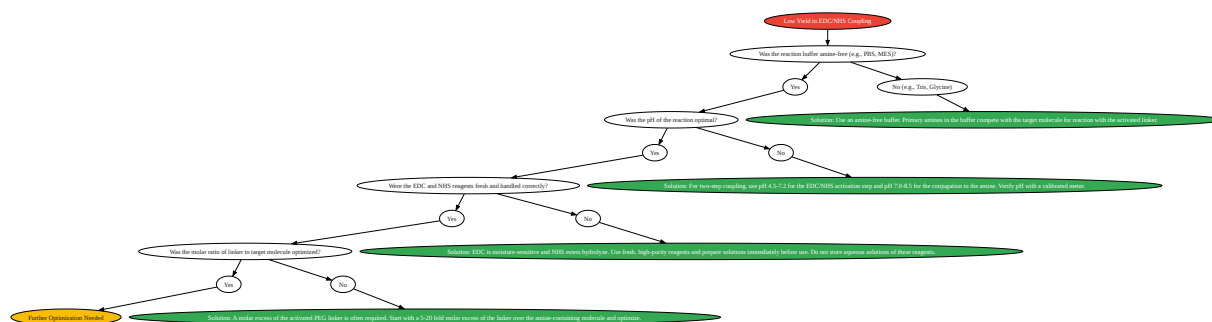 Low Yield in EDC/NHS Coupling
Was the reaction buffer amine-free (e.g., PBS, MES)?
Yes
No (e.g., Tris, Glycine)
Was the pH of the reaction optimal?
Solution: Use an amine-free buffer. Primary amines in the buffer compete with the target molecule for reaction with the activated linker.
Yes
No
Were the EDC and NHS reagents fresh and handled correctly?
Solution: For two-step coupling, use pH 4.5-7.2 for the EDC/NHS activation step and pH 7.0-8.5 for the conjugation to the amine. Verify pH with a calibrated meter.
Yes
No
Was the molar ratio of linker to target molecule optimized?
Solution: EDC is moisture-sensitive and NHS esters hydrolyze. Use fresh, high-purity reagents and prepare solutions immediately before use. Do not store aqueous solutions of these reagents.
Yes
No
Further Optimization Needed
Solution: A molar excess of the activated PEG linker is often required. Start with a 5-20 fold molar excess of the linker over the amine-containing molecule and optimize.